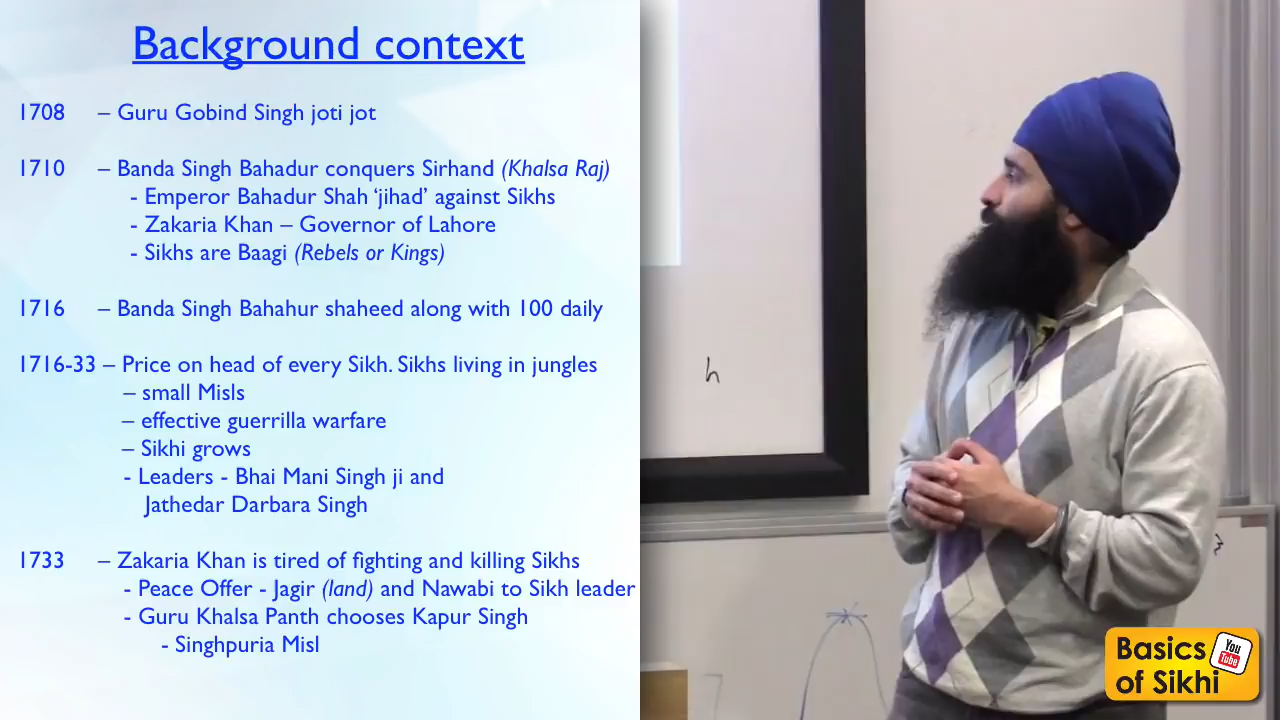 Background context
1708 – Guru Gobind Singh joti jot
1710 – Banda Singh Bahadur conquers Sirhand (Khalsa Raj)
- Emperor Bahadur Shah ‘jihad’ against Sikhs
- Zakaria Khan – Governor of Lahore
- Sikhs are Baagi (Rebels or Kings)
1716 – Banda Singh Bahahur shaheed along with 100 daily
1716-33 – Price on head of every Sikh. Sikhs living in jungles
– small Misls
– effective guerrilla warfare
– Sikhi grows
- Leaders - Bhai Mani Singh ji and
Jathedar Darbara Singh
1733 – Zakaria Khan is tired of fighting and killing Sikhs
- Peace Offer - Jagir (land) and Nawabi to Sikh leader
- Guru Khalsa Panth chooses Kapur Singh
- Singhpuria Misl
h
Basics
of Sikhi
You
Tube